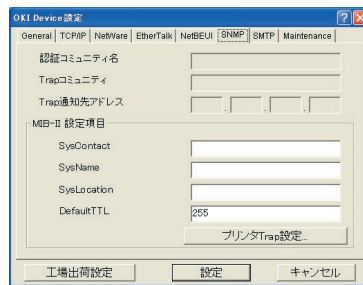 OKI Device設定
General TCP/IP NetWare EtherTalk NetBEUI SNMP SMTP Maintenance
認証コミュニティ名
Trapコミュニティ
Trap通知先アドレス
MIB-II 設定項目
SysContact
SysName
SysLocation
DefaultTTL 255
プリンタTrap設定...
工場出荷設定 設定 キャンセル